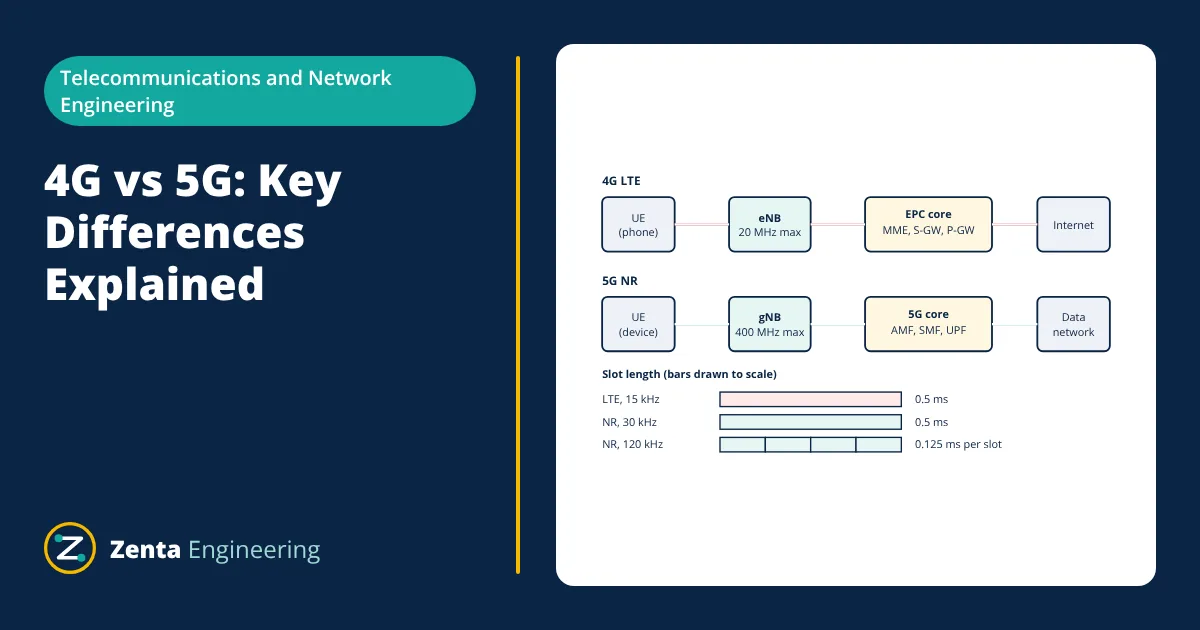 Telecommunications and Network
Engineering
4G vs 5G: Key
Differences
Explained
Zenta Engineering
4G LTE
UE
(phone)
eNB
20 MHz max
EPC core
MME, S-GW, P-GW
Internet
5G NR
UE
(device)
gNB
400 MHz max
5G core
AMF, SMF, UPF
Data
network
Slot length (bars drawn to scale)
LTE, 15 kHz
0.5 ms
NR, 30 kHz
0.5 ms
NR, 120 kHz
0.125 ms per slot